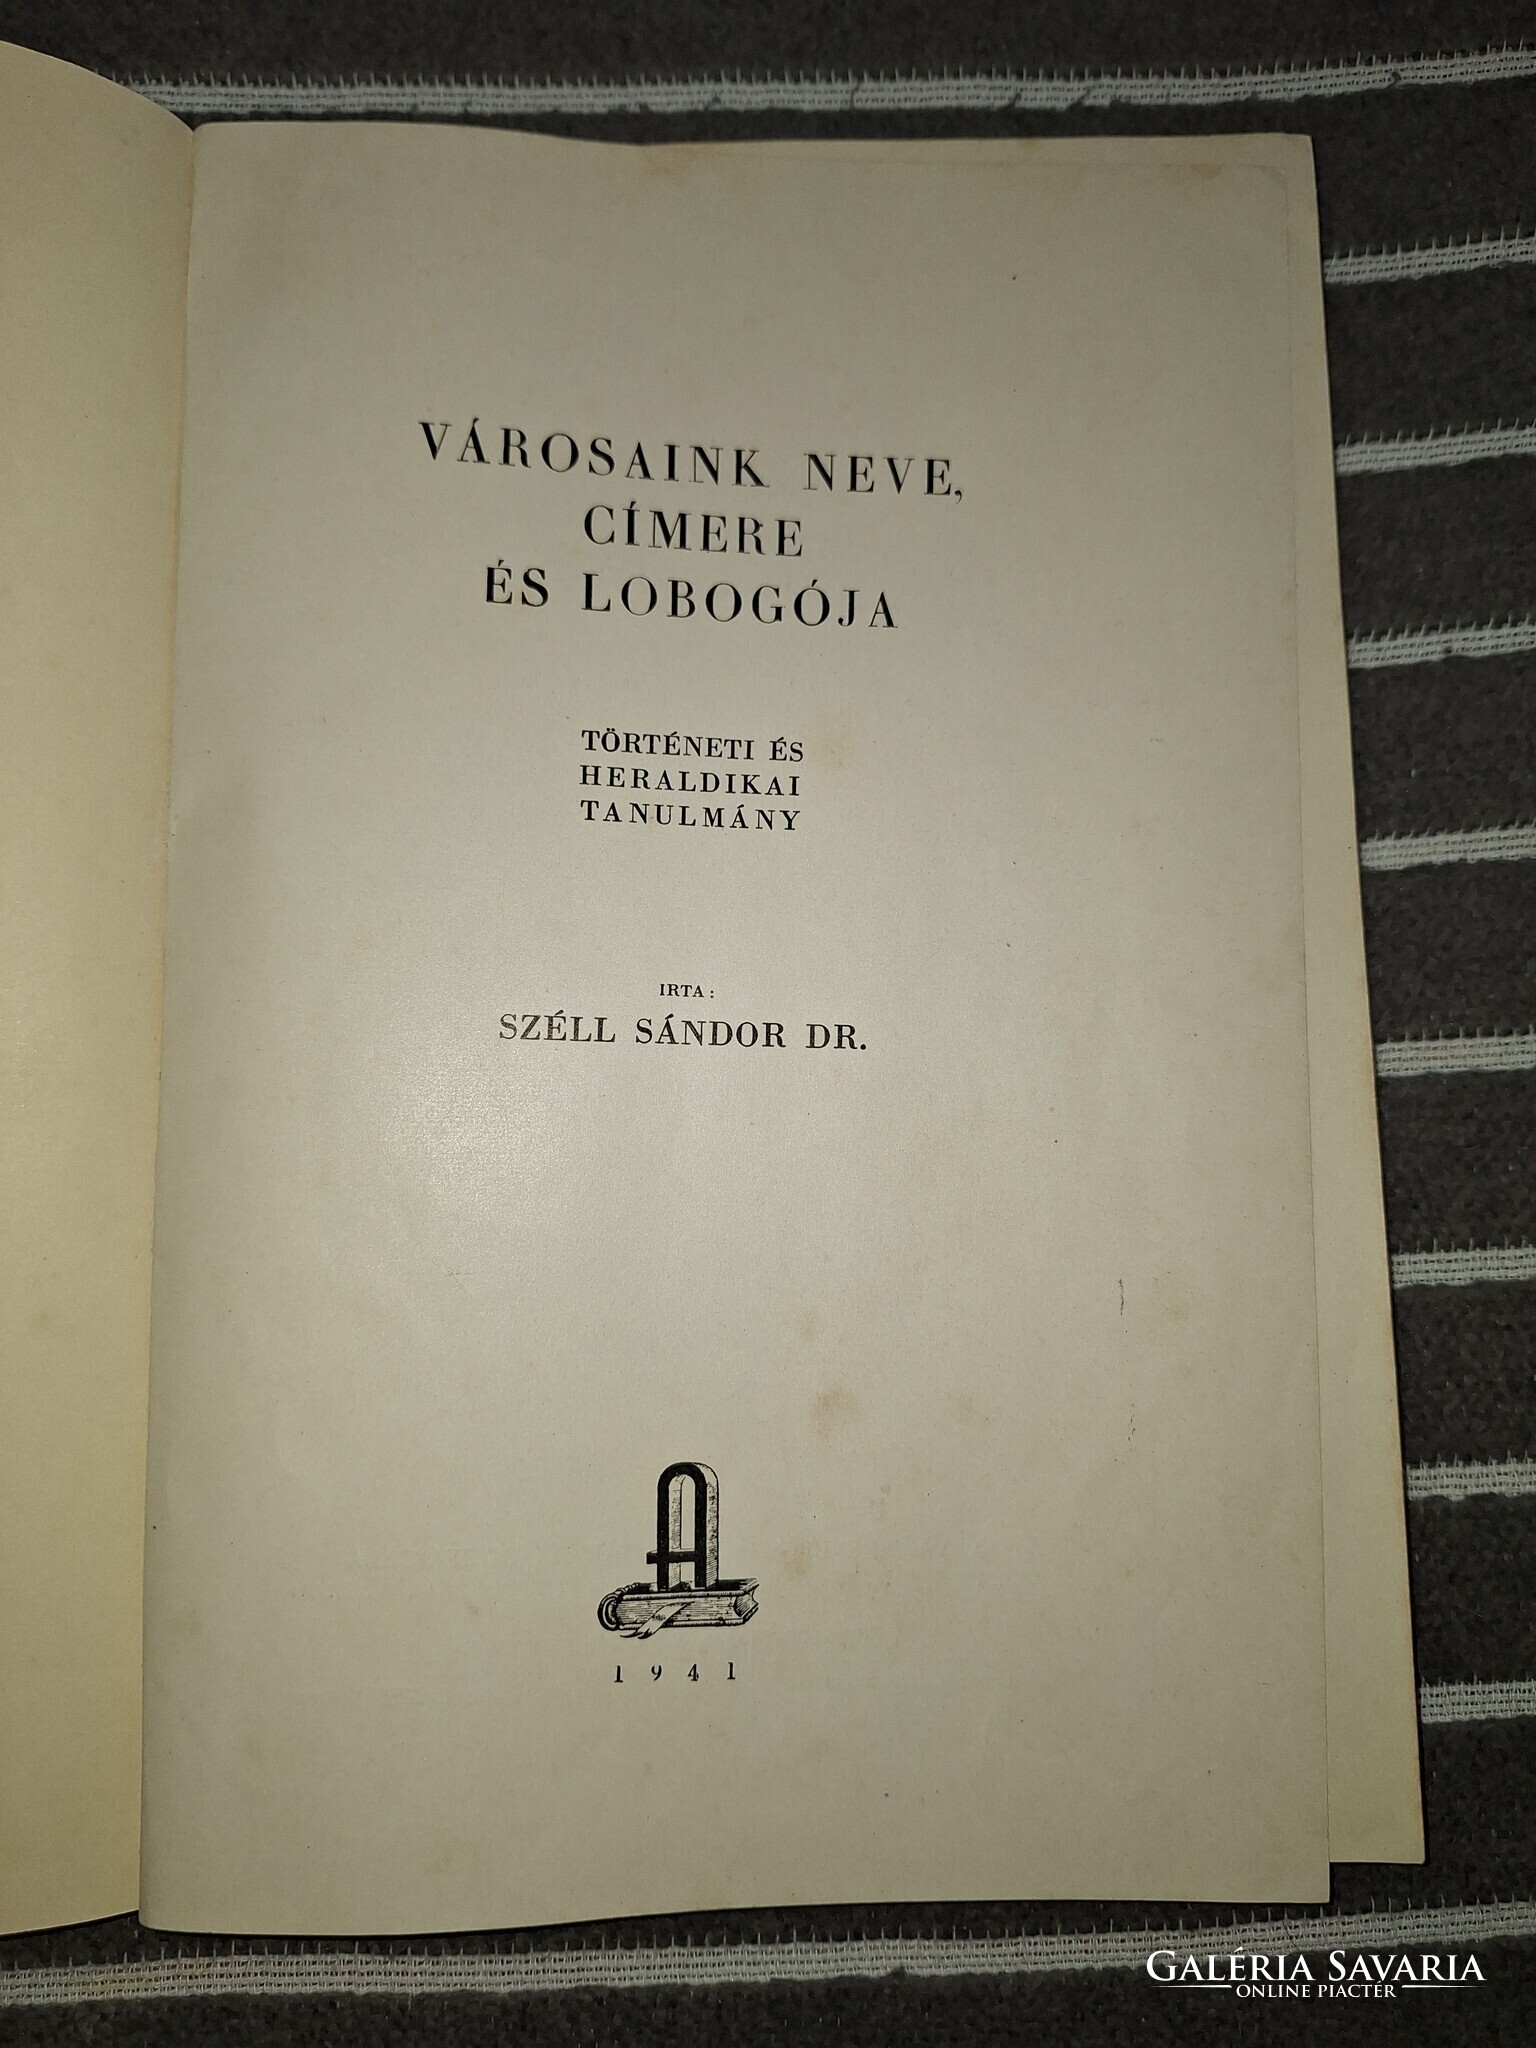 VÁROSAINK NEVE,
CÍMERE
ÉS LOBOGÓJA
TÖRTÉNETI ÉS
HERALDIKAI
TANULMÁNY
IRTA:
SZÉLL SÁNDOR DR.
A
1941
GALÉRIA SAVARIA
ONLINE PIACTÉR